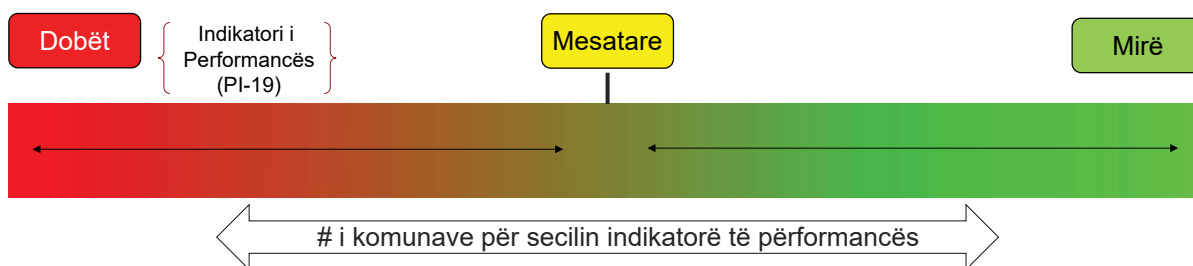 Dobët
Indikatori i
Performancës
(PI-19)
Mesatare
Mirë
# i komunave për secilin indikatorë të përformancës